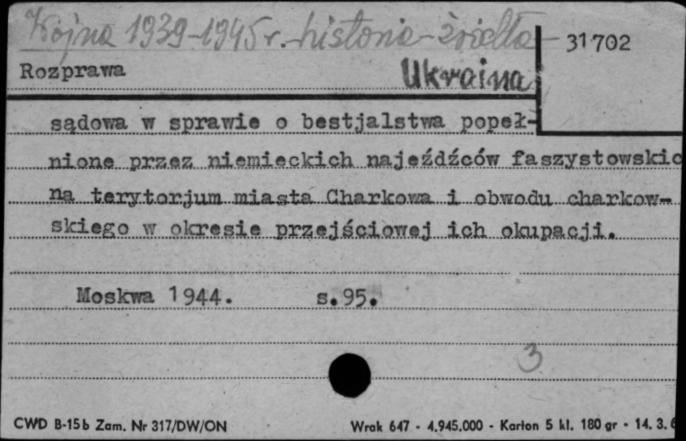 Wojna 1939-1945 r. - historia - źródła -
31702
Rozprawa
Ukraina
sądowa w sprawie o bestjalstwa popeł-
nione przez niemieckich najeźdźców faszystowskic
na terytorjum miasta Charkowa i obwodu charkow-
skiego w okresie przejściowej ich okupacji.
Moskwa 1944. s.95.
3
CWD B-15b Zam. Nr 317/DW/ON
Wrak 647 - 4.945.000 - Karton 5 kl. 180 gr - 14.3.6